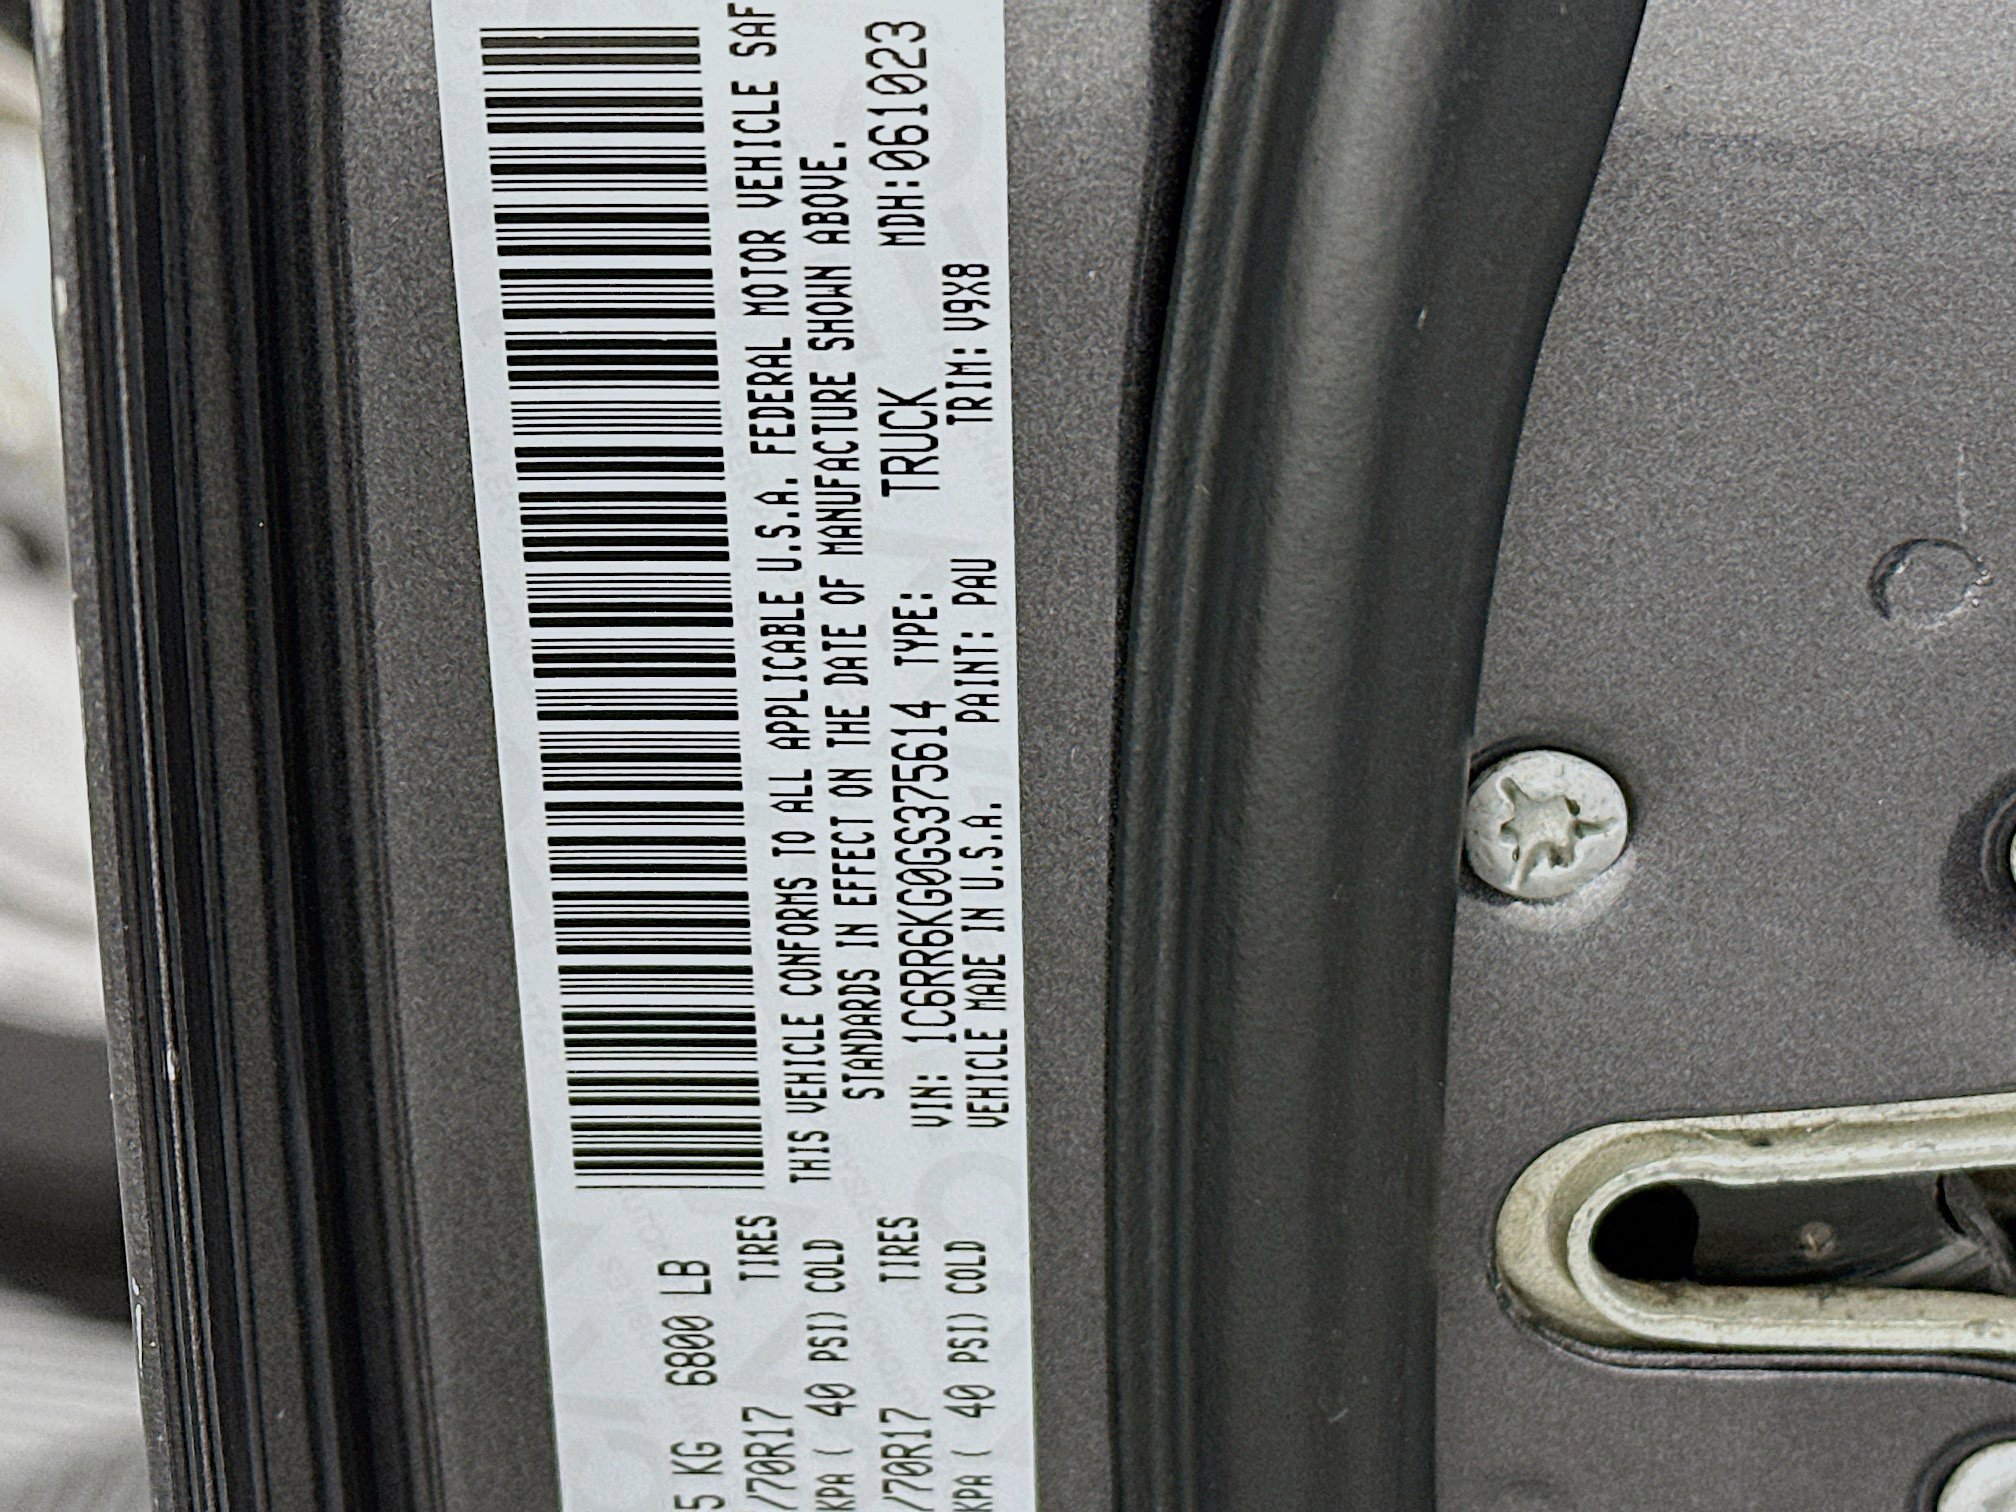 5 KG 6800 LB
/70R17 TIRES
KPA ( 40 PSI) COLD
/70R17 TIRES
KPA ( 40 PSI) COLD
THIS VEHICLE CONFORMS TO ALL APPLICABLE U.S.A. FEDERAL MOTOR VEHICLE SAF
STANDARDS IN EFFECT ON THE DATE OF MANUFACTURE SHOWN ABOVE.
VIN: 1C6RR6KG0GS375614 TYPE: TRUCK MDH:061023
VEHICLE MADE IN U.S.A. PAINT: PAU TRIM: V9X8